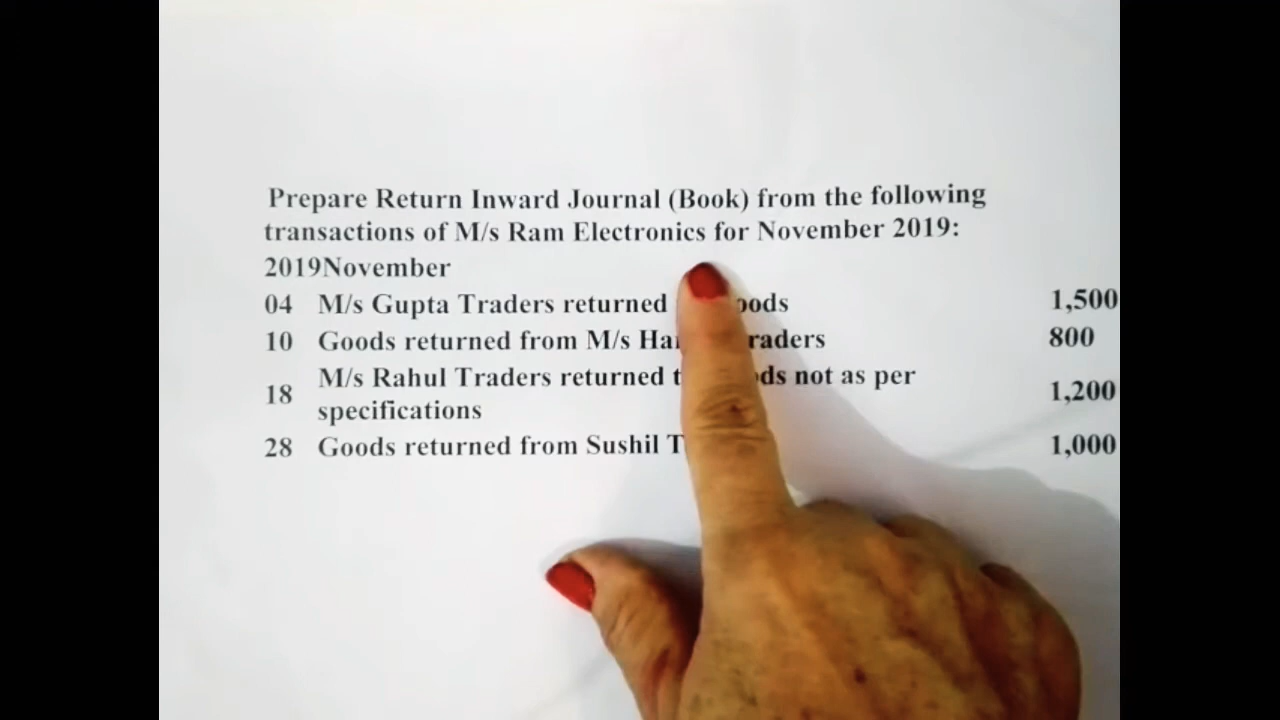 Prepare Return Inward Journal (Book) from the following
transactions of M/s Ram Electronics for November 2019:
2019November
04 M/s Gupta Traders returned 1,500
10 Goods returned from M/s 800
M/s Rahul Traders returned not as per
18 1,200
specifications
28 Goods returned from Sushil 1,000